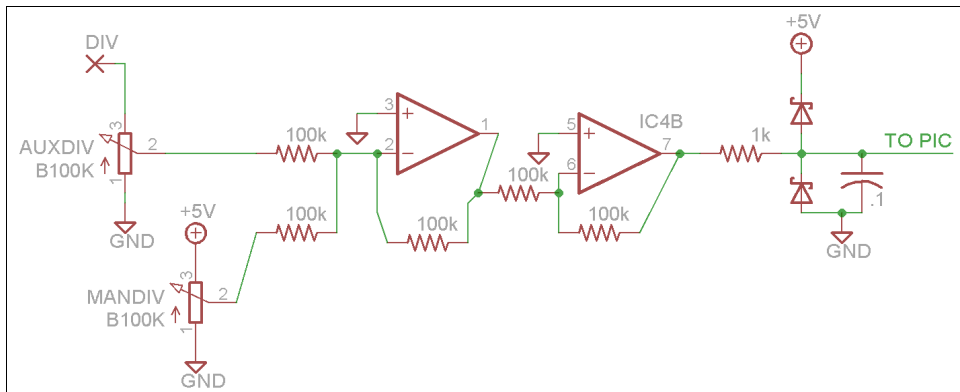 DIV
3
2
1
AUXDIV
B100K
GND
+5V
3
2
1
MANDIV
B100K
GND
100k
100k
3
2
1
+
-
100k
100k
5
6
7
+
-
IC4B
100k
1k
+5V
TO PIC
.1
GND